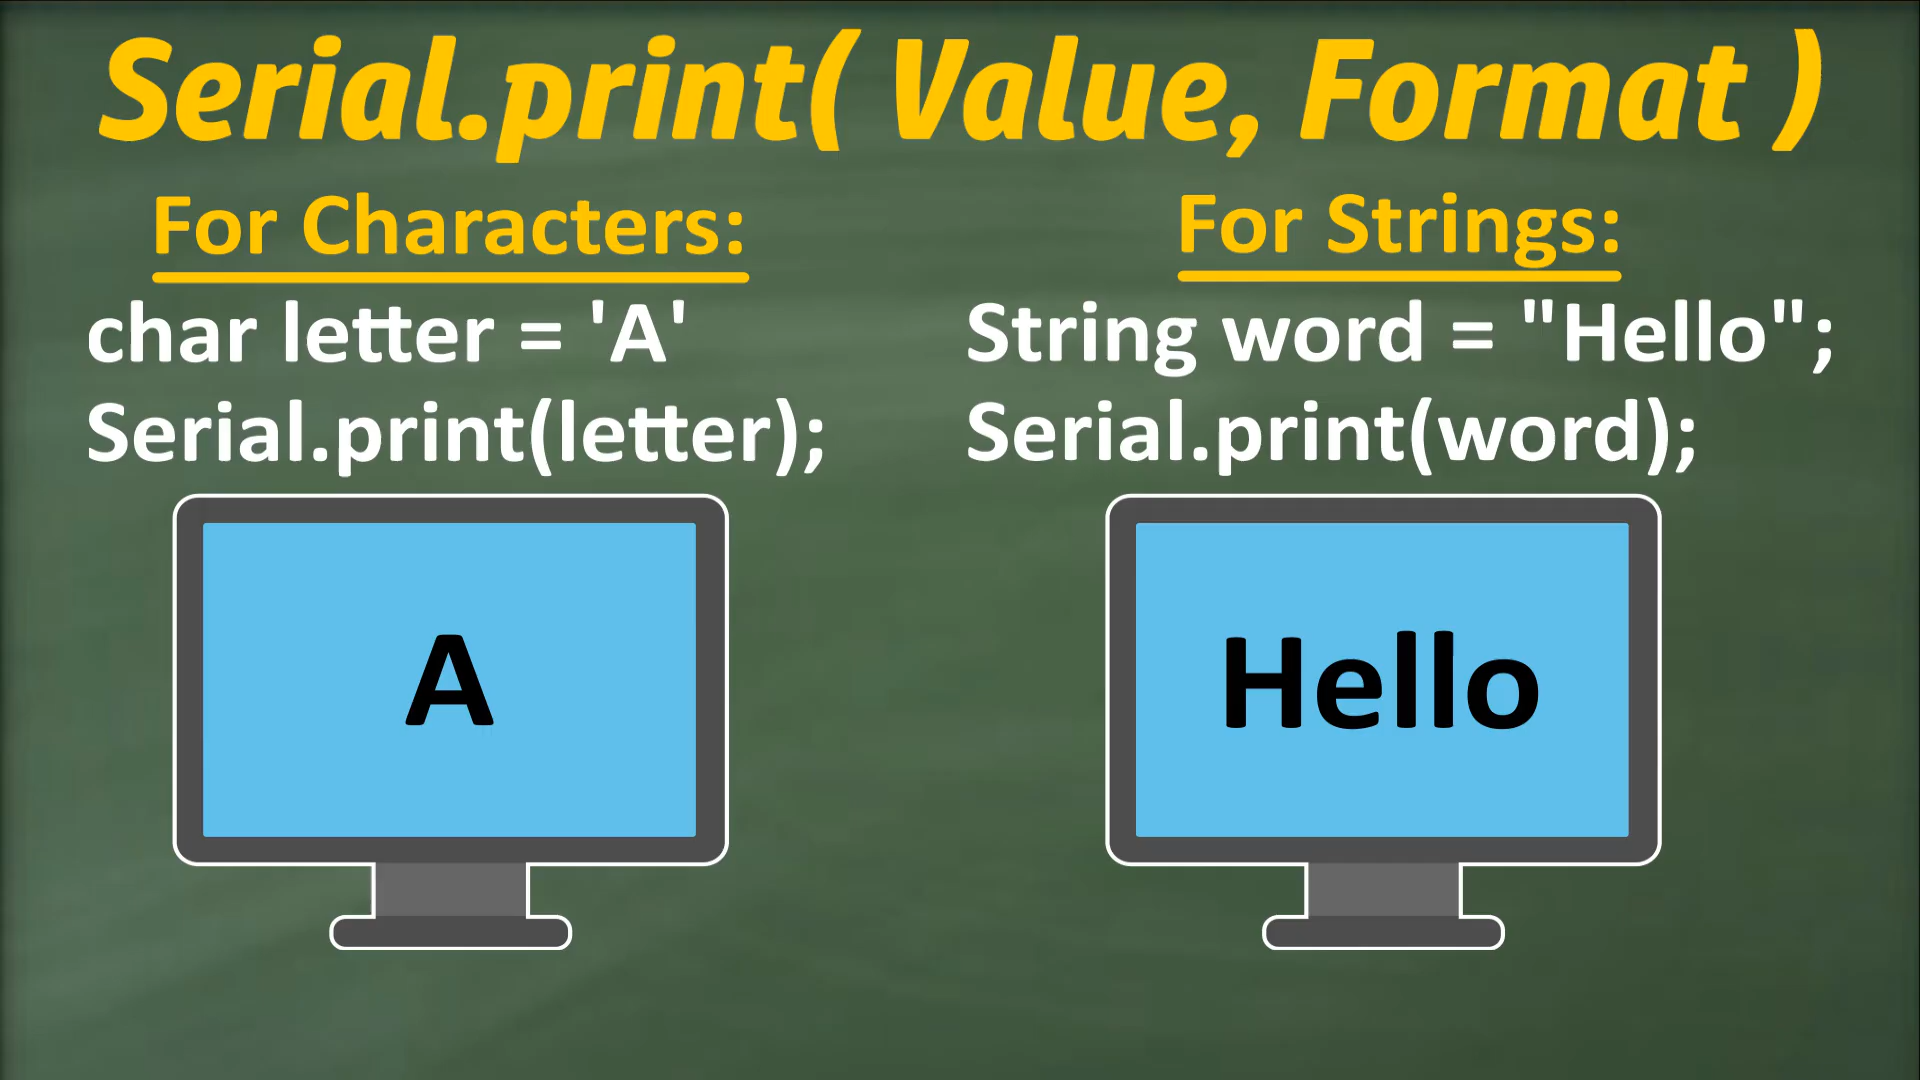 Serial.print( Value, Format )
For Characters:
char letter = 'A'
Serial.print(letter);
A
For Strings:
String word = "Hello";
Serial.print(word);
Hello